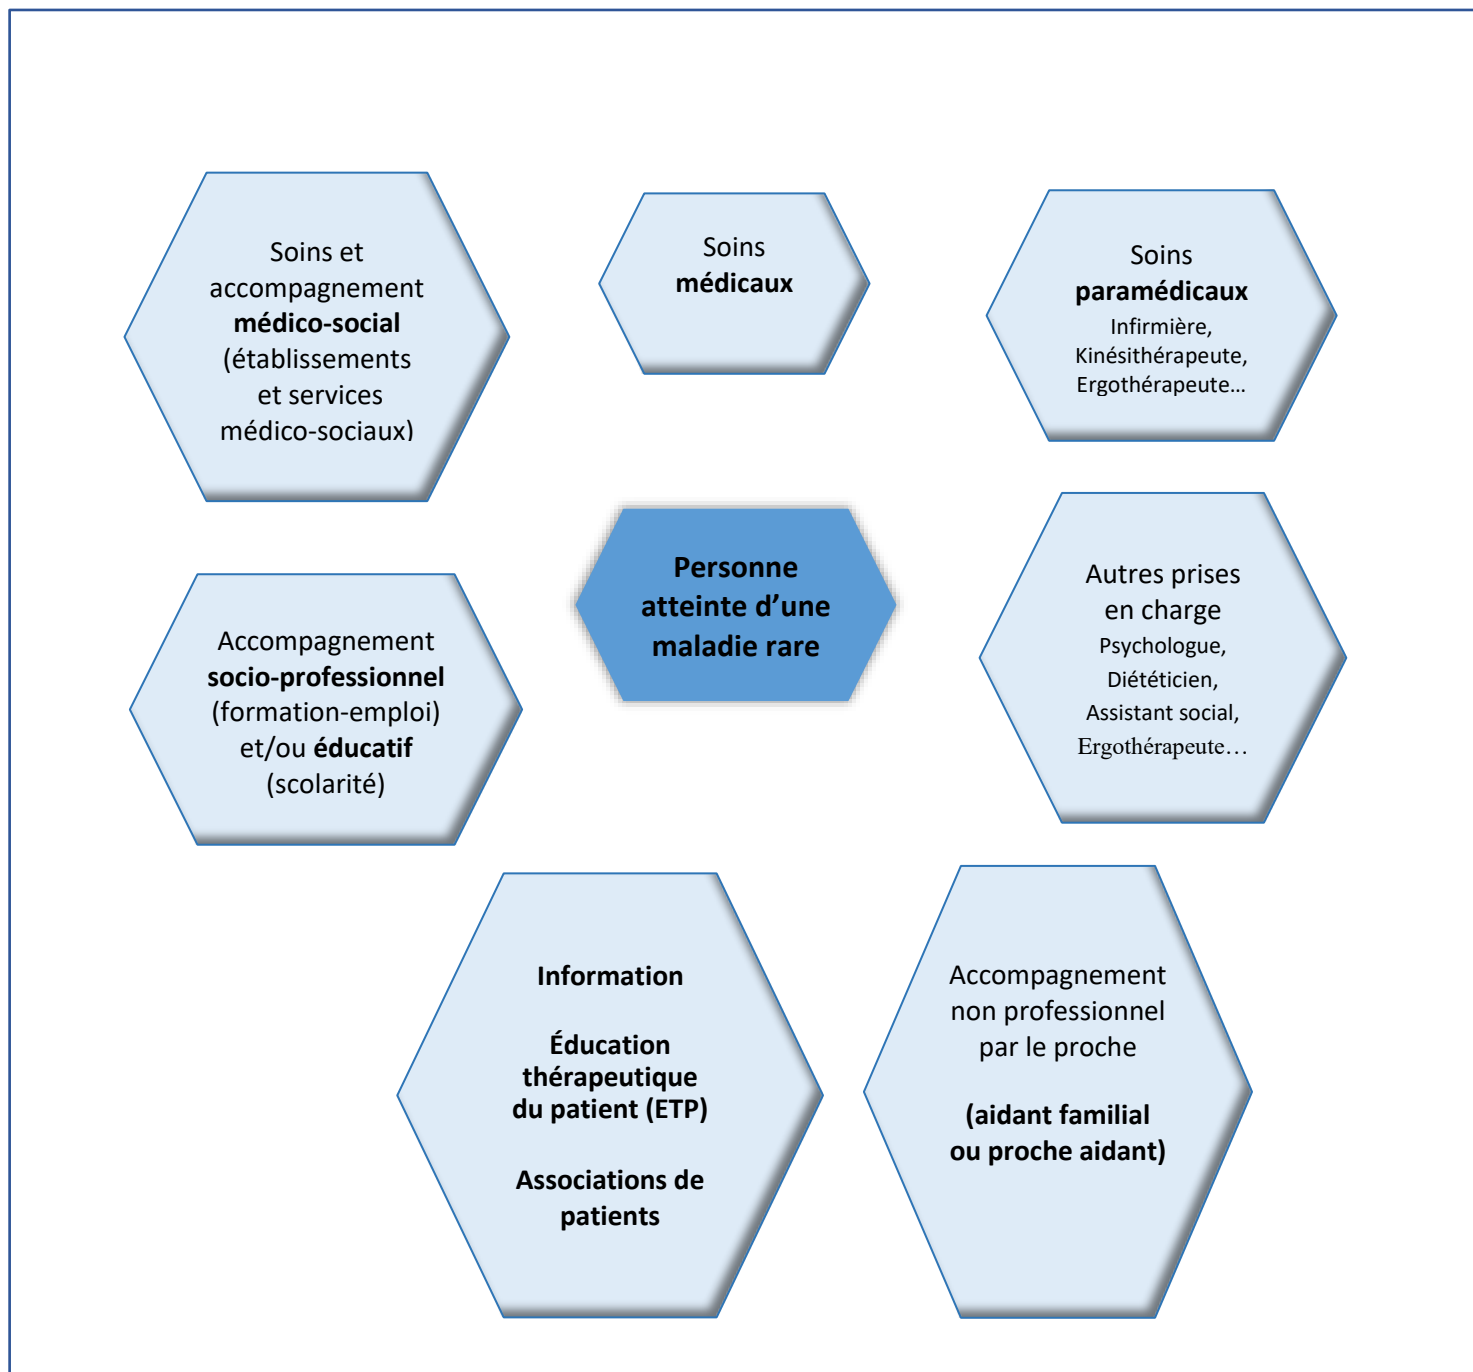 Soins et
accompagnement
médico-social
(établissements
et services
médico-sociaux)
Soins
médicaux
Soins
paramédicaux
Infirmière,
Kinésithérapeute,
Ergothérapeute…
Personne
atteinte d’une
maladie rare
Accompagnement
socio-professionnel
(formation-emploi)
et/ou éducatif
(scolarité)
Autres prises
en charge
Psychologue,
Diététicien,
Assistant social,
Ergothérapeute…
Information
Éducation
thérapeutique
du patient (ETP)
Associations de
patients
Accompagnement
non professionnel
par le proche
(aidant familial
ou proche aidant)